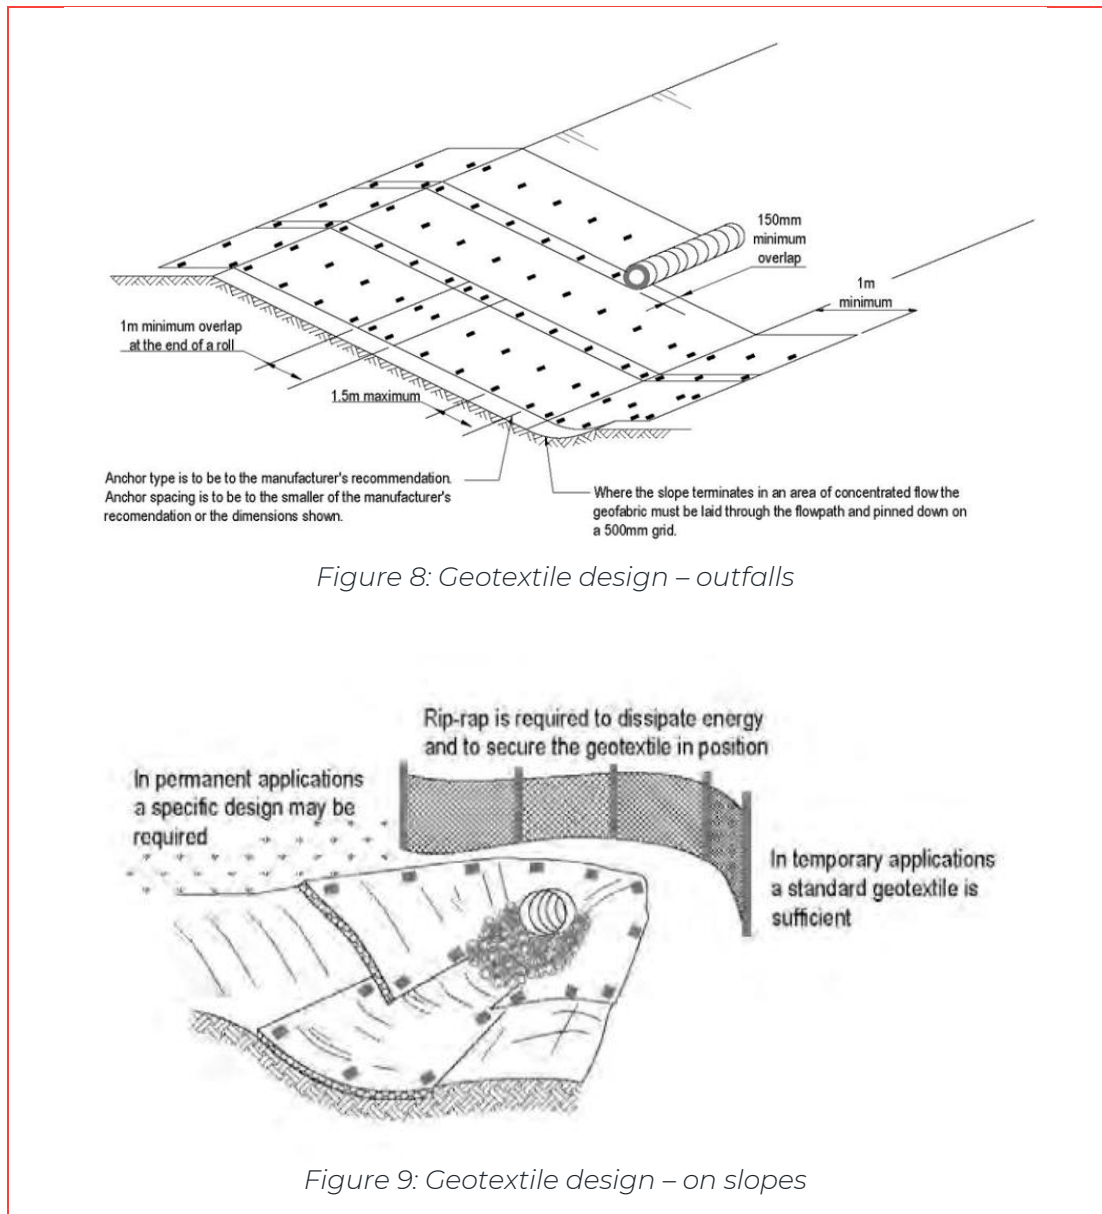 150mm
minimum
overlap
1m
minimum
1m minimum overlap
at the end of a roll
1.5m maximum
Anchor type is to be to the manufacturer's recommendation.
Anchor spacing is to be to the smaller of the manufacturer's
recomendation or the dimensions shown.
Where the slope terminates in an area of concentrated flow the
geofabric must be laid through the flowpath and pinned down on
a 500mm grid.
Figure 8: Geotextile design – outfalls
Rip-rap is required to dissipate energy
and to secure the geotextile in position
In permanent applications
a specific design may be
required
In temporary applications
a standard geotextile is
sufficient
Figure 9: Geotextile design – on slopes